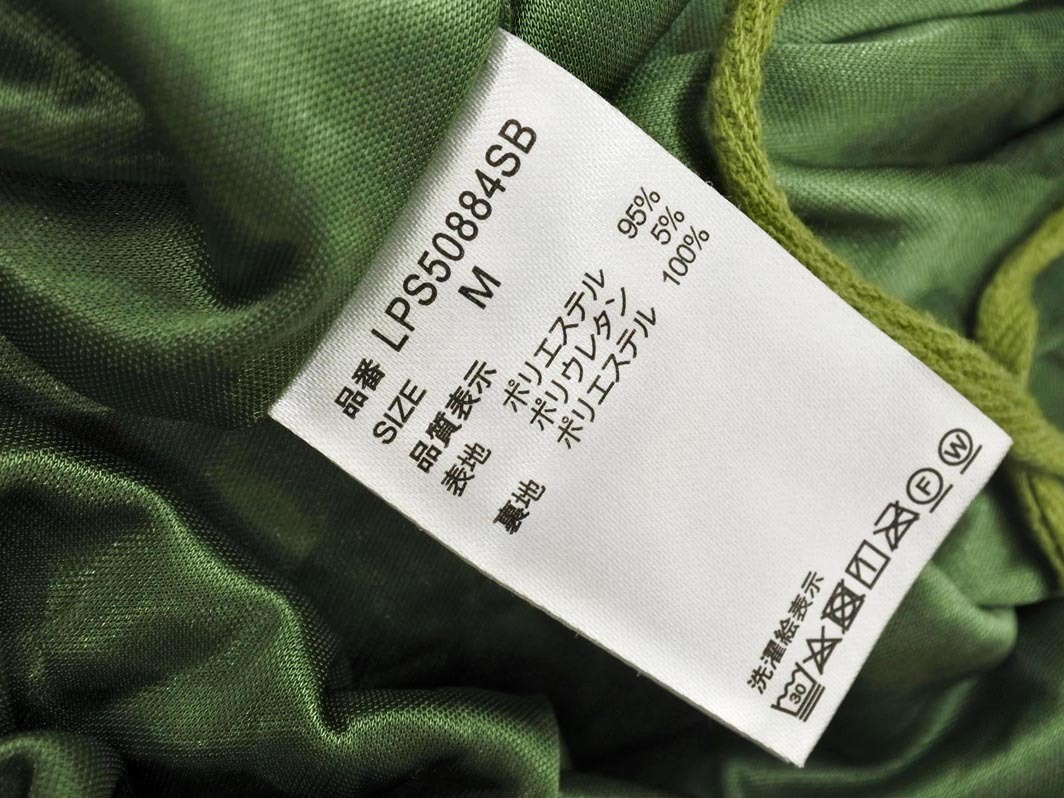 品番 LPS50884SB
SIZE M
品質表示
表地 ポリエステル 95%
ポリウレタン 5%
裏地 ポリエステル 100%
洗濯絵表示
30 F W